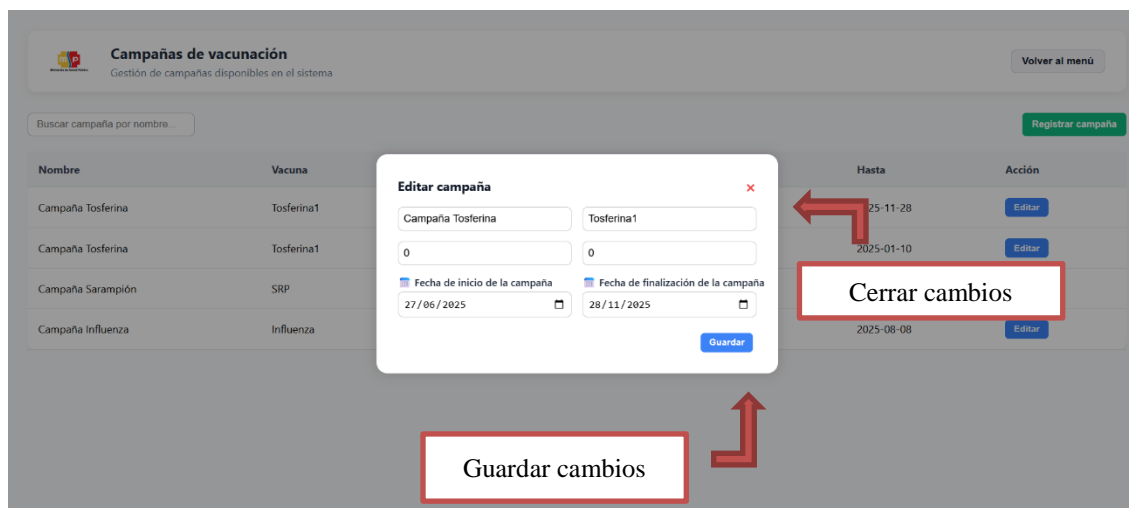 Campañas de vacunación
Gestión de campañas disponibles en el sistema
Volver al menú
Buscar campaña por nombre...
Registrar campaña
Nombre Vacuna Hasta Acción
Campaña Tosferina Tosferina1 25-11-28 Editar
Campaña Tosferina Tosferina1 2025-01-10 Editar
Campaña Sarampión SRP
Campaña Influenza Influenza 2025-08-08 Editar
Editar campaña ×
Campaña Tosferina Tosferina1
0 0
Fecha de inicio de la campaña Fecha de finalización de la campaña
27/06/2025 28/11/2025
Guardar
Cerrar cambios
Guardar cambios